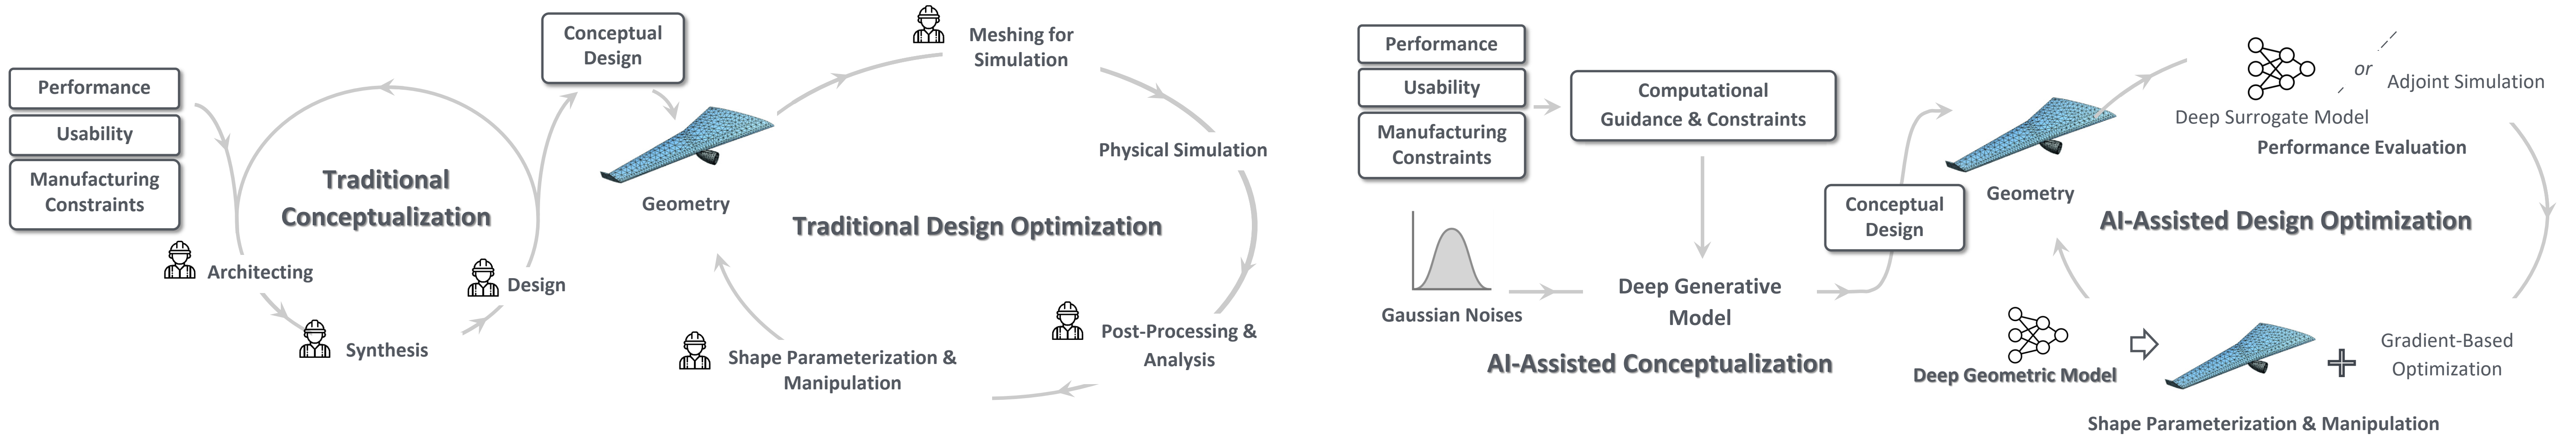 Performance
Usability
Manufacturing
Constraints
Traditional
Conceptualization
Architecting
Synthesis
Design
Conceptual
Design
Geometry
Meshing for
Simulation
Physical Simulation
Traditional Design Optimization
Post-Processing &
Analysis
Shape Parameterization &
Manipulation
Performance
Usability
Manufacturing
Constraints
Computational
Guidance & Constraints
Gaussian Noises
Deep Generative
Model
AI-Assisted Conceptualization
Conceptual
Design
Geometry
or
Adjoint Simulation
Deep Surrogate Model
Performance Evaluation
AI-Assisted Design Optimization
Deep Geometric Model
Gradient-Based
Optimization
Shape Parameterization & Manipulation